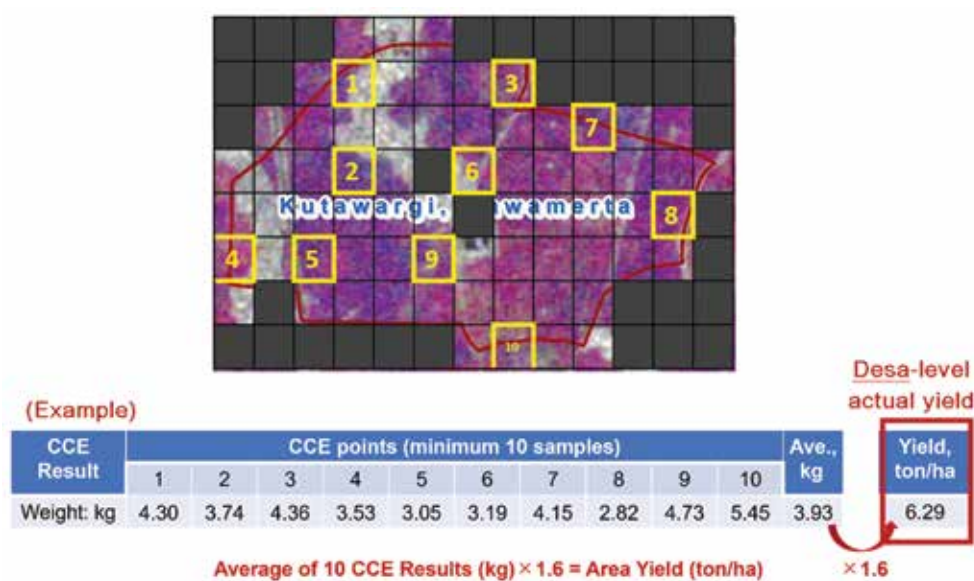 1
3
7
2
6
Kutawargi, awamerta
8
4
5
9
10
Desa-level
actual yield
(Example)
CCE Result
CCE points (minimum 10 samples)
Ave., kg
Yield, ton/ha
1 2 3 4 5 6 7 8 9 10
Weight: kg 4.30 3.74 4.36 3.53 3.05 3.19 4.15 2.82 4.73 5.45 3.93 6.29
Average of 10 CCE Results (kg) × 1.6 = Area Yield (ton/ha)
× 1.6